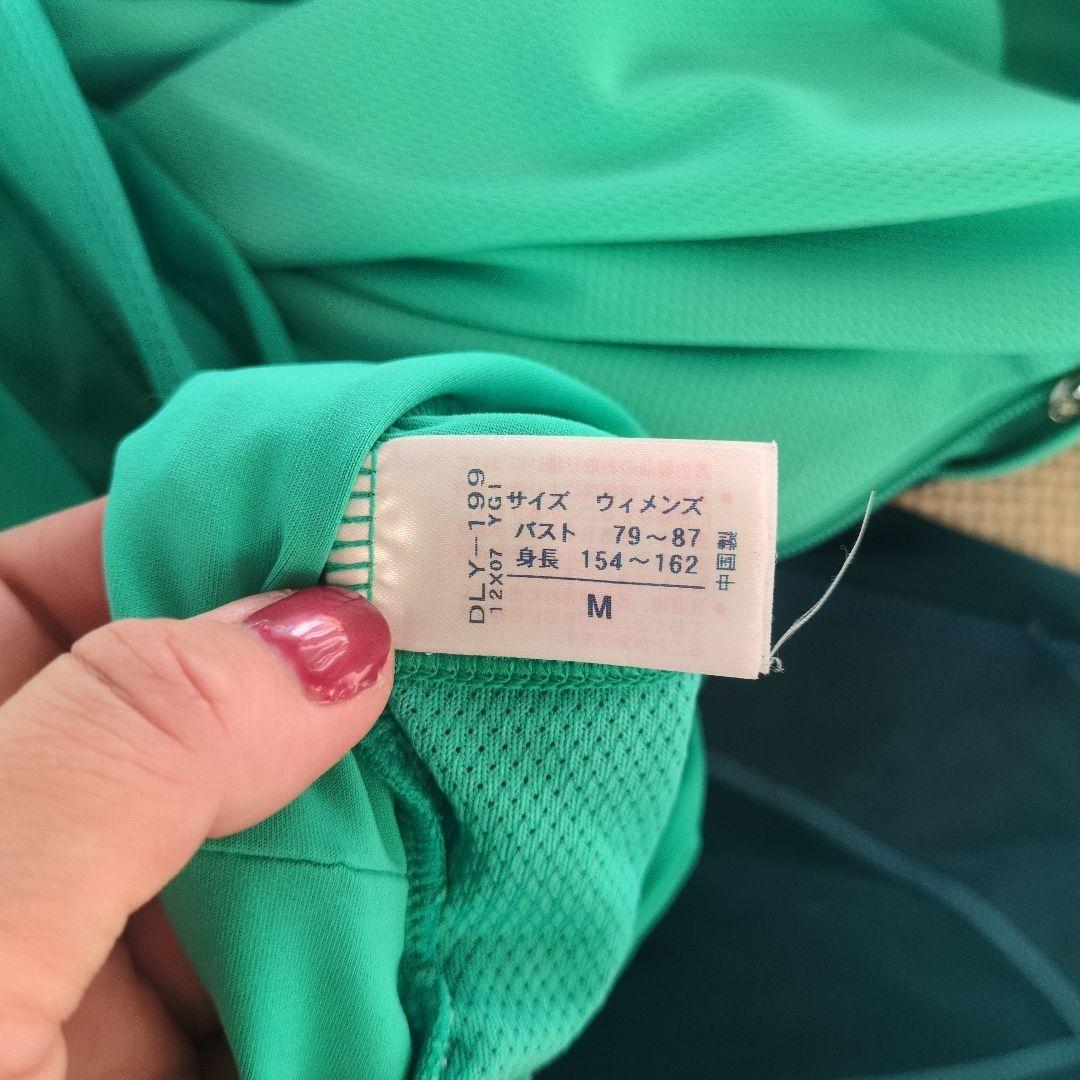 DLY-199
12X07 YGI
サイズ ウィメンズ
バスト 79～87
身長 154～162
M
中国製